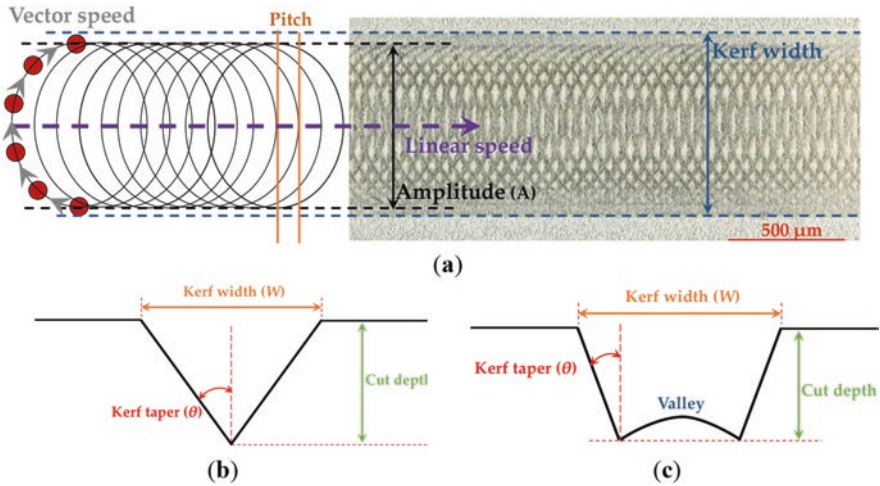 Vector speed
Pitch
Kerf width
Linear speed
Amplitude (A)
500 µm
(a)
Kerf width (W)
Kerf taper (θ)
Cut deptl
(b)
Kerf width (W)
Kerf taper (θ)
Valley
Cut depth
(c)